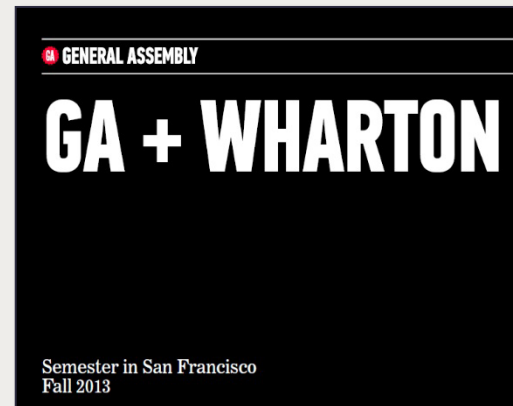 GA GENERAL ASSEMBLY
GA + WHARTON
Semester in San Francisco
Fall 2013